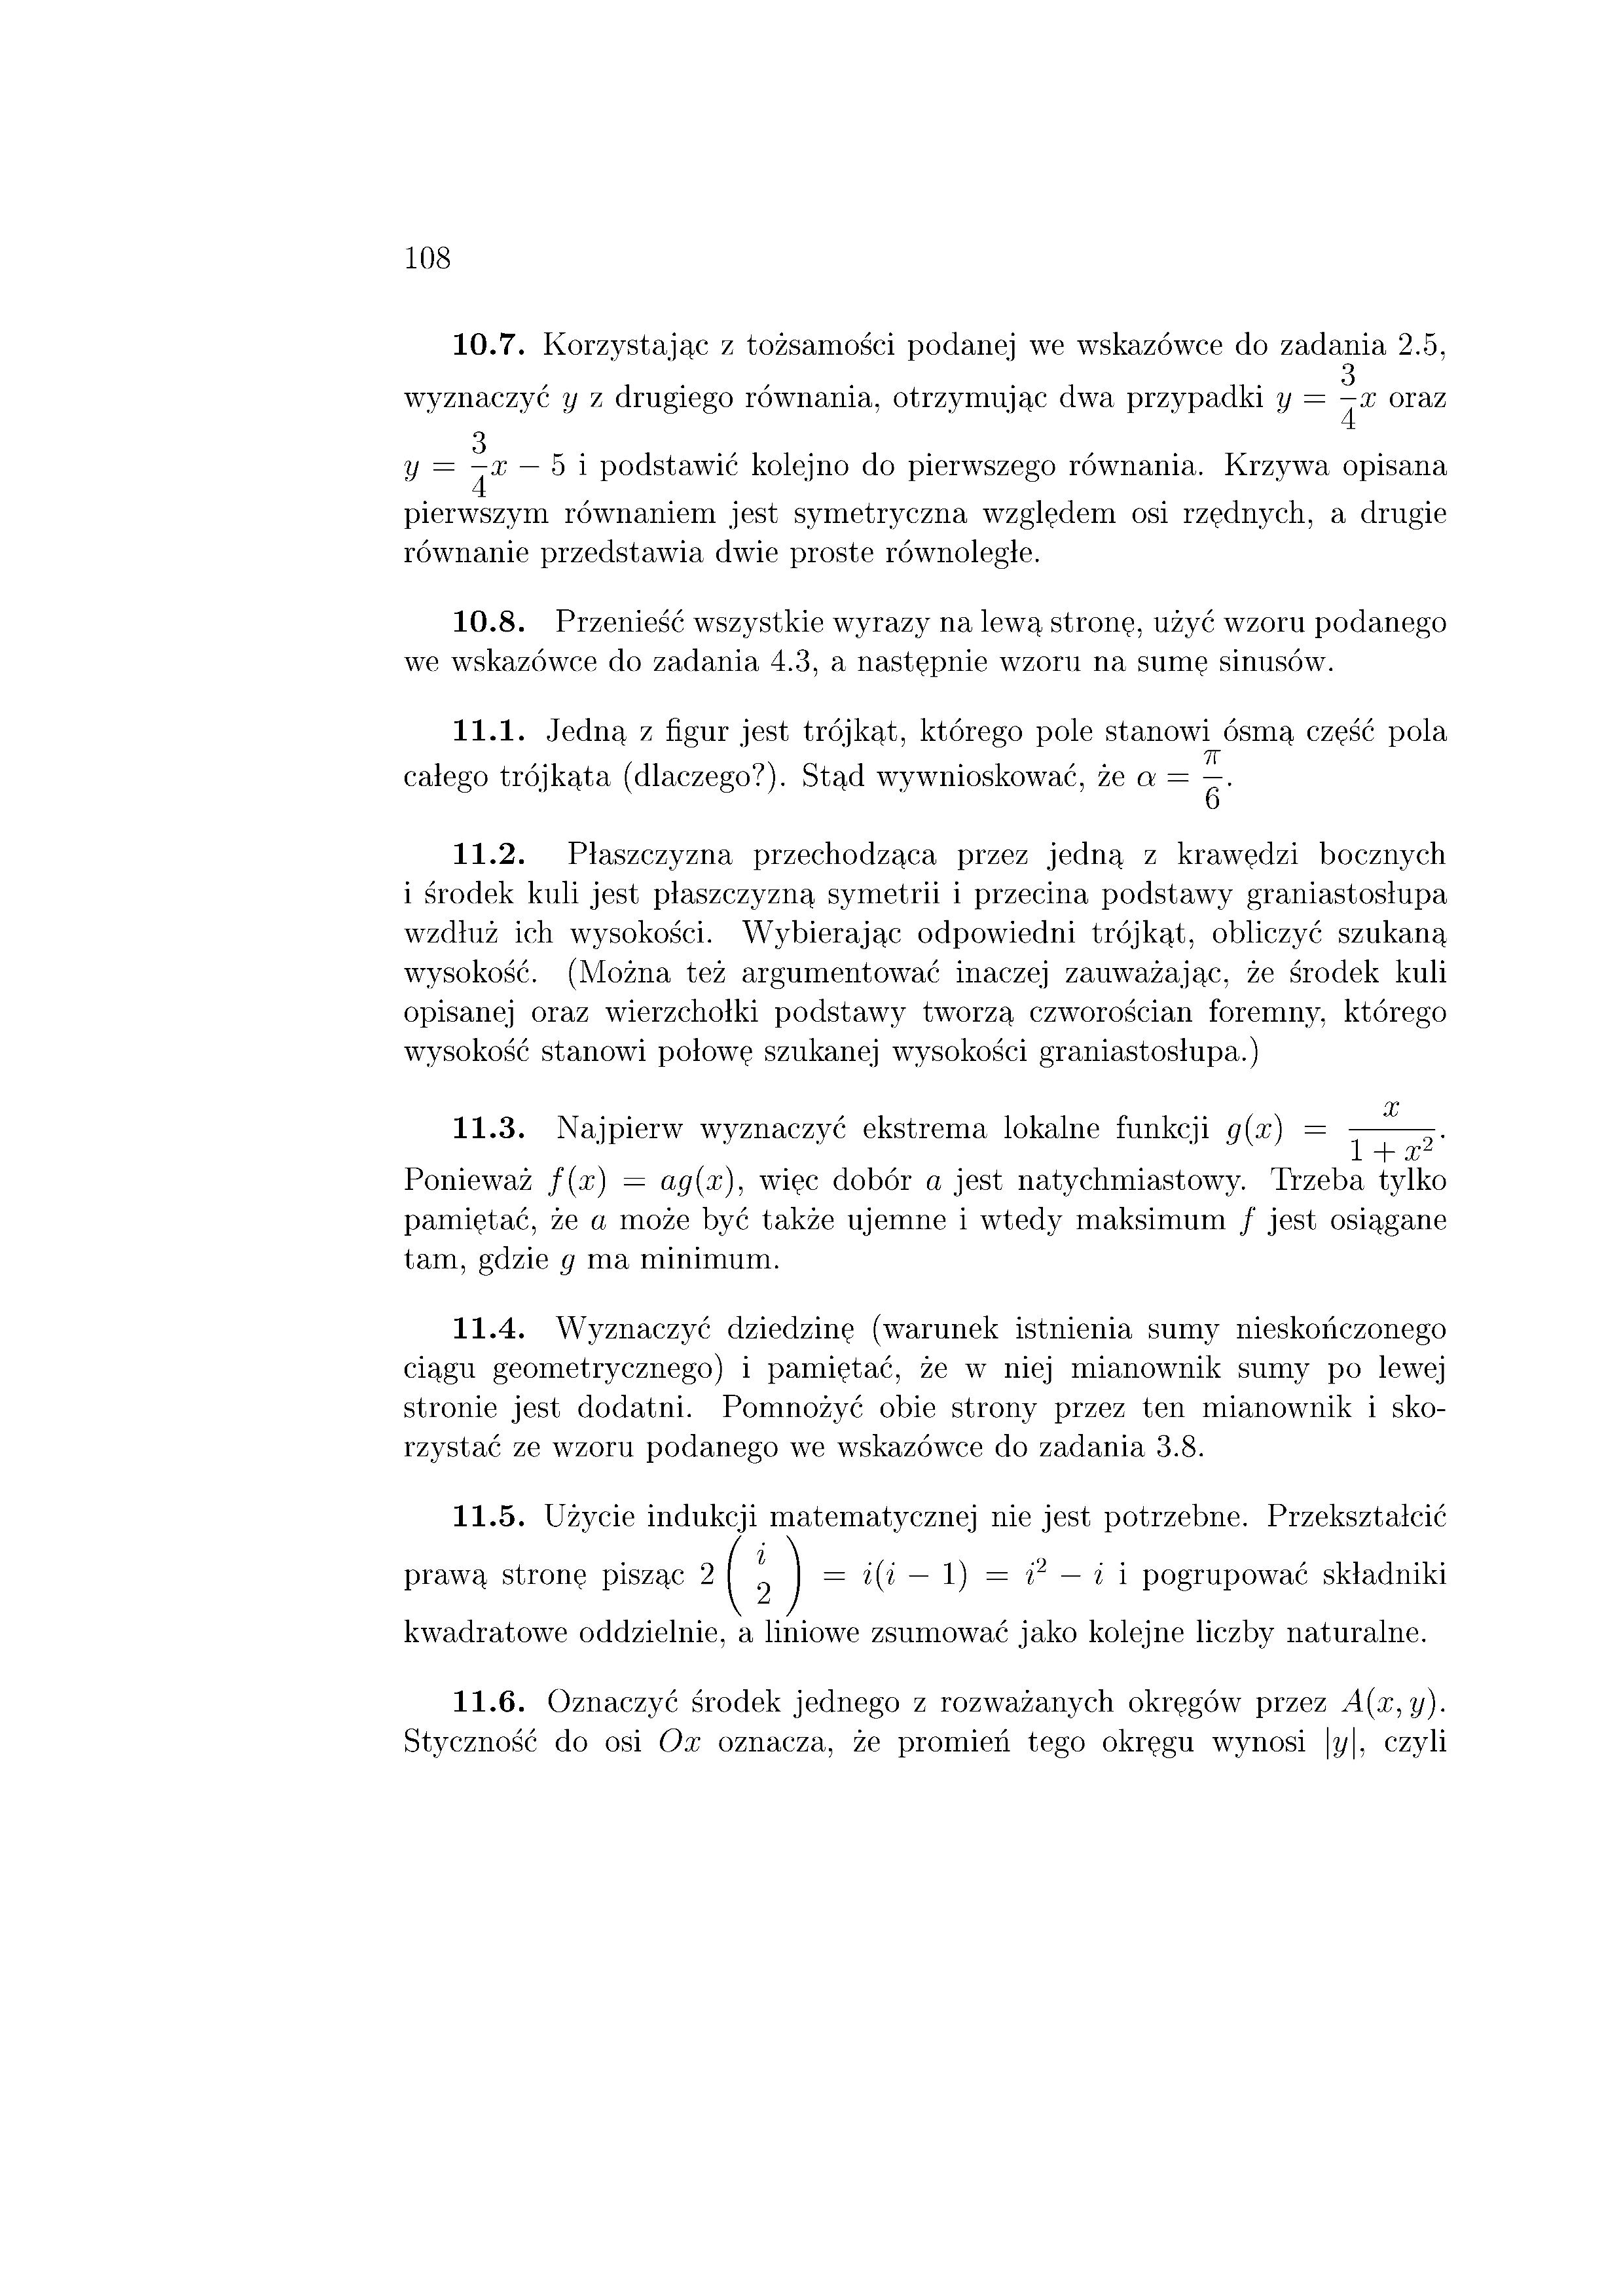 108
10.7. Korzystając z tożsamości podanej we wskazówce do zadania 2.5,
wyznaczyć y z drugiego równania, otrzymując dwa przypadki y = \frac{3}{4}x oraz
y = \frac{3}{4}x − 5 i podstawić kolejno do pierwszego równania. Krzywa opisana
pierwszym równaniem jest symetryczna względem osi rzędnych, a drugie
równanie przedstawia dwie proste równoległe.
10.8. Przenieść wszystkie wyrazy na lewą stronę, użyć wzoru podanego
we wskazówce do zadania 4.3, a następnie wzoru na sumę sinusów.
11.1. Jedną z figur jest trójkąt, którego pole stanowi ósmą część pola
całego trójkąta (dlaczego?). Stąd wywnioskować, że α = \frac{π}{6}.
11.2. Płaszczyzna przechodząca przez jedną z krawędzi bocznych
i środek kuli jest płaszczyzną symetrii i przecina podstawy graniastosłupa
wzdłuż ich wysokości. Wybierając odpowiedni trójkąt, obliczyć szukaną
wysokość. (Można też argumentować inaczej zauważając, że środek kuli
opisanej oraz wierzchołki podstawy tworzą czworościan foremny, którego
wysokość stanowi połowę szukanej wysokości graniastosłupa.)
11.3. Najpierw wyznaczyć ekstrema lokalne funkcji g(x) = \frac{x}{1 + x^2}.
Ponieważ f(x) = ag(x), więc dobór a jest natychmiastowy. Trzeba tylko
pamiętać, że a może być także ujemne i wtedy maksimum f jest osiągane
tam, gdzie g ma minimum.
11.4. Wyznaczyć dziedzinę (warunek istnienia sumy nieskończonego
ciągu geometrycznego) i pamiętać, że w niej mianownik sumy po lewej
stronie jest dodatni. Pomnożyć obie strony przez ten mianownik i sko-
rzystać ze wzoru podanego we wskazówce do zadania 3.8.
11.5. Użycie indukcji matematycznej nie jest potrzebne. Przekształcić
prawą stronę pisząc 2\binom{i}{2} = i(i − 1) = i^2 − i i pogrupować składniki
kwadratowe oddzielnie, a liniowe zsumować jako kolejne liczby naturalne.
11.6. Oznaczyć środek jednego z rozważanych okręgów przez A(x, y).
Styczność do osi Ox oznacza, że promień tego okręgu wynosi |y|, czyli